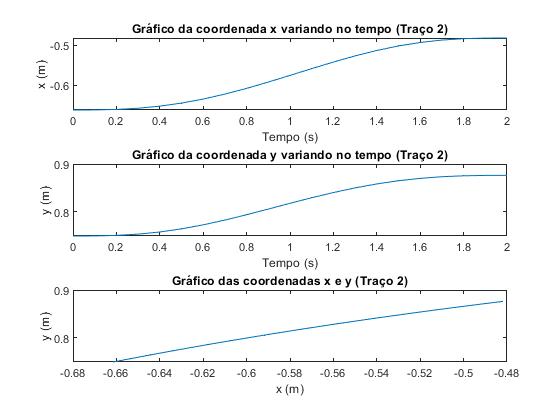 Gráfico da coordenada x variando no tempo (Traço 2)
-0.5
-0.6
x (m)
0 0.2 0.4 0.6 0.8 1 1.2 1.4 1.6 1.8 2
Tempo (s)
Gráfico da coordenada y variando no tempo (Traço 2)
0.9
0.8
y (m)
0 0.2 0.4 0.6 0.8 1 1.2 1.4 1.6 1.8 2
Tempo (s)
Gráfico das coordenadas x e y (Traço 2)
0.9
0.8
y (m)
-0.68 -0.66 -0.64 -0.62 -0.6 -0.58 -0.56 -0.54 -0.52 -0.5 -0.48
x (m)